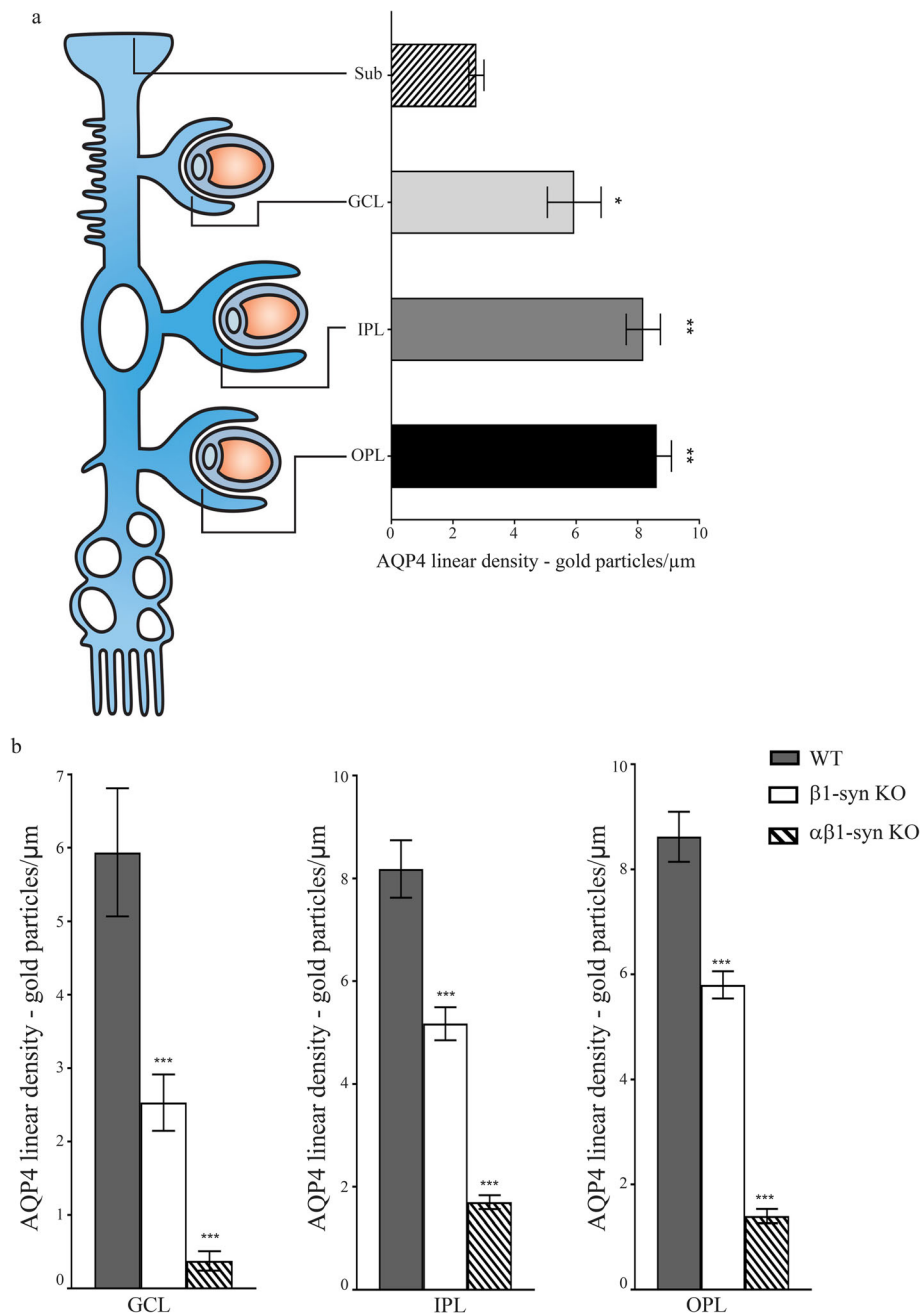 a
Sub
GCL
*
IPL
**
OPL
**
0 2 4 6 8 10
AQP4 linear density - gold particles/µm
b
WT
β1-syn KO
αβ1-syn KO
AQP4 linear density - gold particles/µm
7
6
5
4
3
2
1
0
***
***
GCL
AQP4 linear density - gold particles/µm
10
8
6
4
2
0
***
***
IPL
AQP4 linear density - gold particles/µm
10
8
6
4
2
0
***
***
OPL